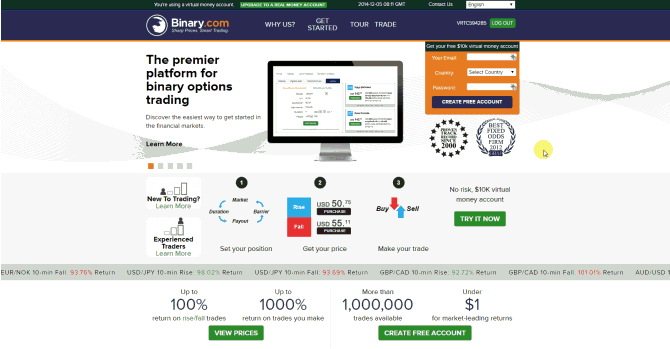 You're using a virtual money account. UPGRADE TO A REAL MONEY ACCOUNT 2014-12-05 08:11 GMT Contact Us English
Binary.com
Sharp Prices. Smart Trading.
WHY US? GET STARTED TOUR TRADE
VRTC594285 LOG OUT
The premier
platform for
binary options
trading
Discover the easiest way to get started in
the financial markets.
Learn More
Get your free $10k virtual money account
Your Email:
Country: Select Country
Password:
CREATE FREE ACCOUNT
PROVEN
TRACK
RECORD
SINCE
2000
BEST
FIXED
ODDS
FIRM
2012
New To Trading?
Learn More
Experienced
Traders
Learn More
1
Market
Duration Barrier
Payout
Set your position
2
Rise USD 50.75
PURCHASE
Fall USD 55.11
PURCHASE
Get your price
3
Buy Sell
Make your trade
No risk, $10K virtual
money account
TRY IT NOW
EUR/NOK 10-min Fall: 93.76% Return USD/JPY 10-min Rise: 98.02% Return USD/JPY 10-min Fall: 93.69% Return GBP/CAD 10-min Rise: 92.72% Return GBP/CAD 10-min Fall: 101.01% Return AUD/USD 1
Up to
100%
return on rise/fall trades
Up to
1000%
return on trades you make
VIEW PRICES
More than
1,000,000
trades available
Under
$1
for market-leading returns
CREATE FREE ACCOUNT